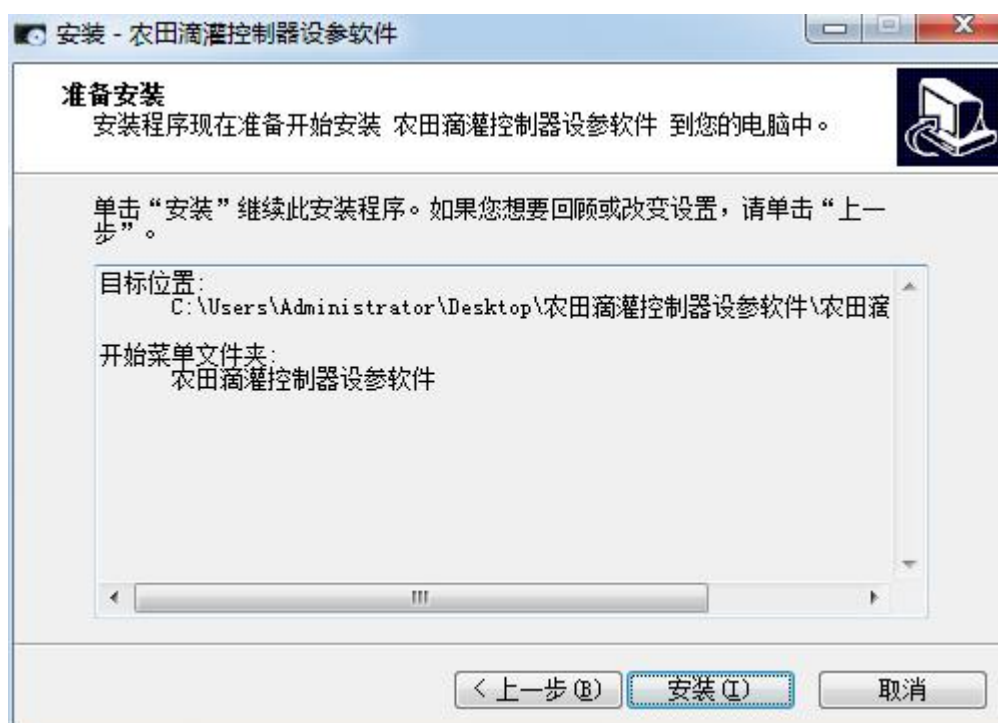 安装 - 农田滴灌控制器设参软件
准备安装
安装程序现在准备开始安装 农田滴灌控制器设参软件 到您的电脑中。
单击“安装”继续此安装程序。如果您想要回顾或改变设置，请单击“上一
步”。
目标位置:
C:\Users\Administrator\Desktop\农田滴灌控制器设参软件\农田滴
开始菜单文件夹:
农田滴灌控制器设参软件
< 上一步(B)
安装(I)
取消